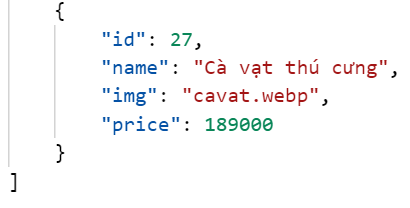 {
"id": 27,
"name": "Cà vạt thú cưng",
"img": "cavat.webp",
"price": 189000
}
]